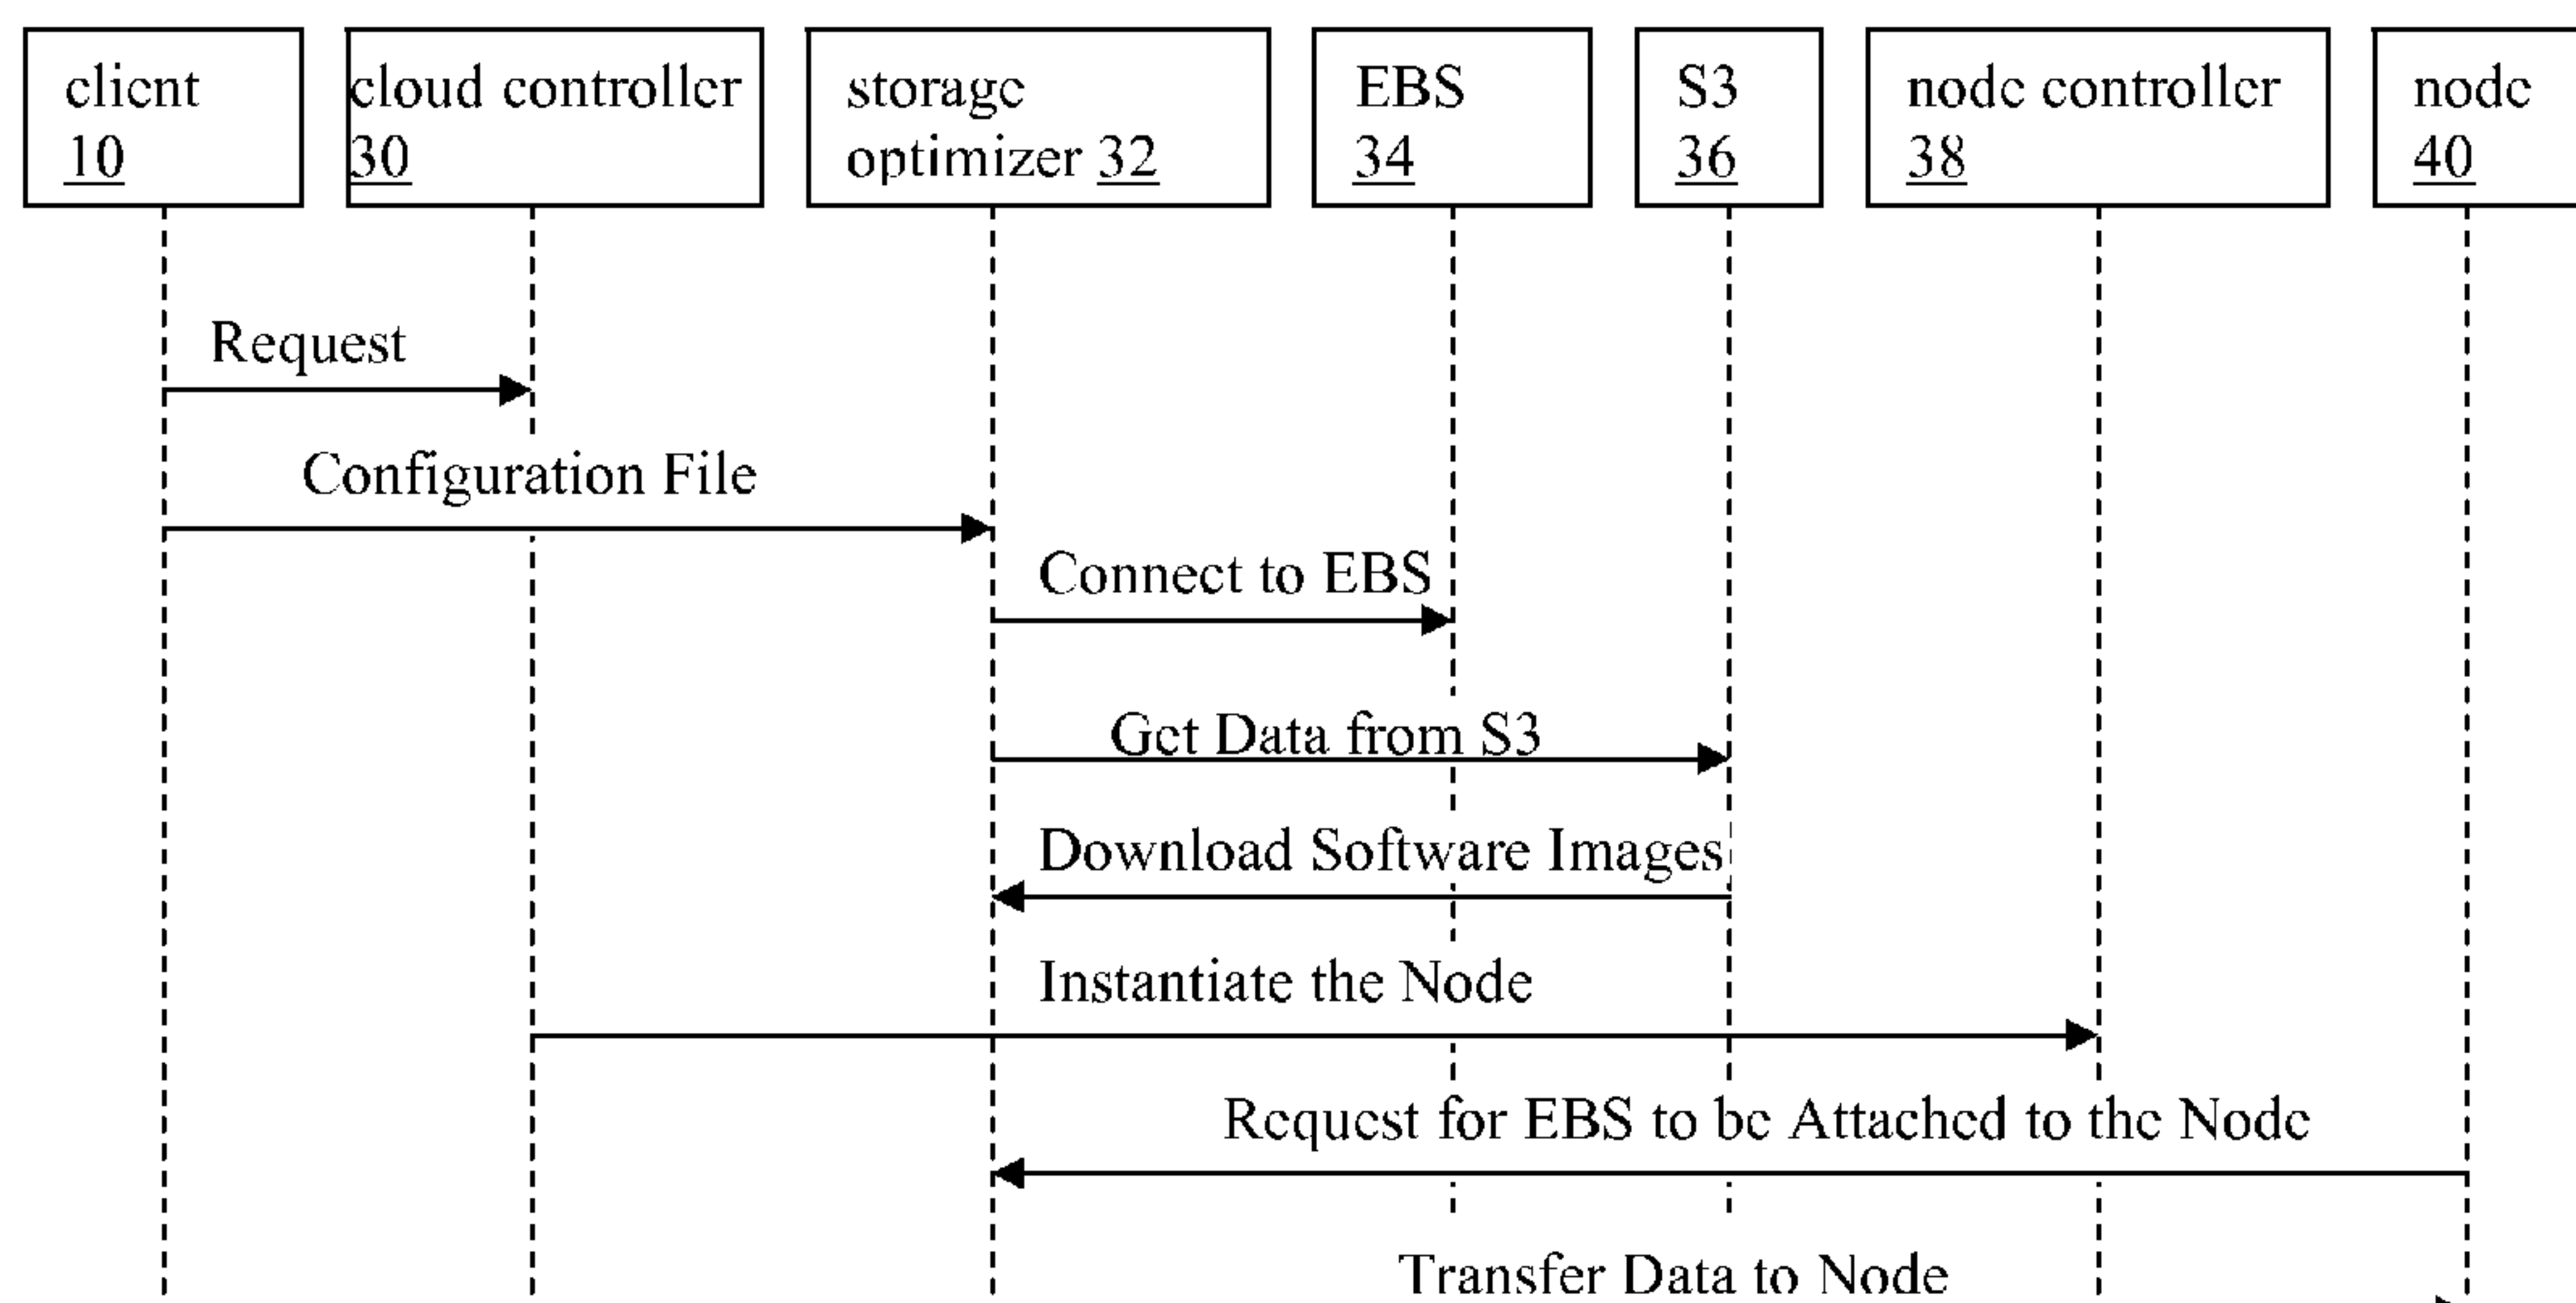 client
10
cloud controller
30
storage
optimizer 32
EBS
34
S3
36
node controller
38
node
40
Request
Configuration File
Connect to EBS
Get Data from S3
Download Software Images
Instantiate the Node
Request for EBS to be Attached to the Node
Transfer Data to Node